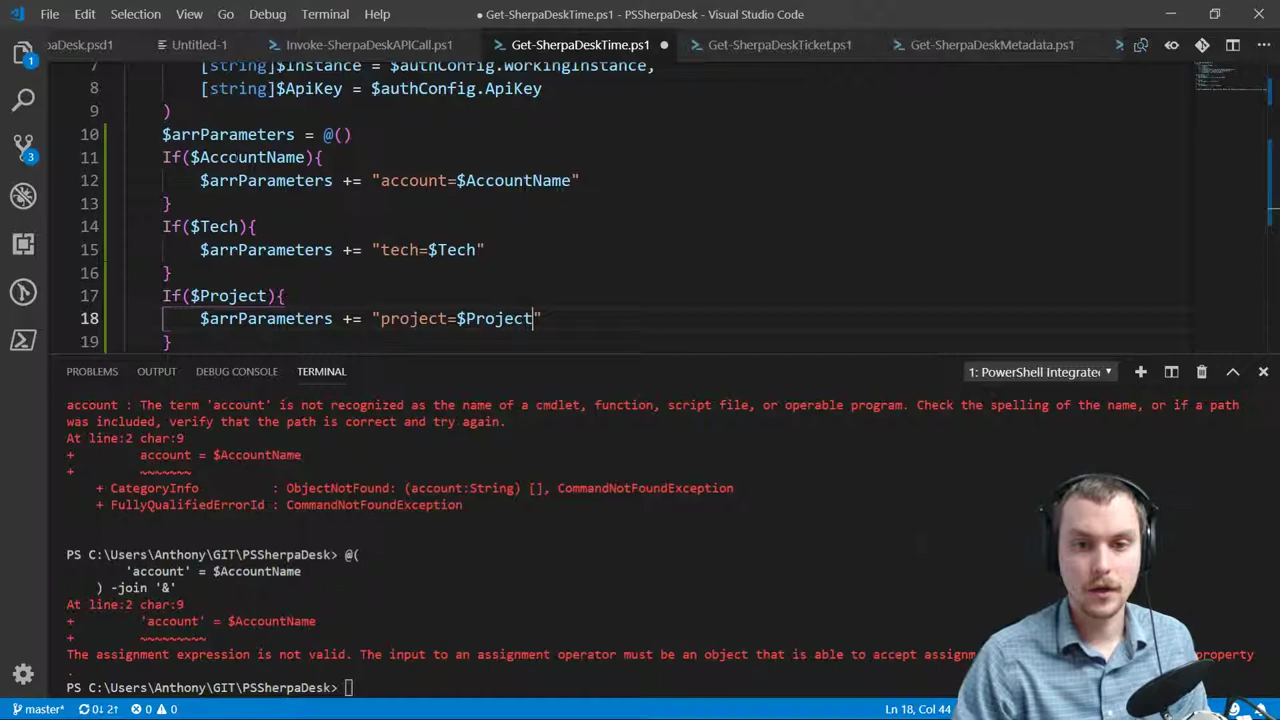 File Edit Selection View Go Debug Terminal Help
● Get-SherpaDeskTime.ps1 - PSSherpaDesk - Visual Studio Code
paDesk.psd1 Untitled-1 Invoke-SherpaDeskAPICall.ps1 Get-SherpaDeskTime.ps1 Get-SherpaDeskTicket.ps1 Get-SherpaDeskMetadata.ps1
7 [string]$Instance = $authConfig.WorkingInstance,
8 [string]$ApiKey = $authConfig.ApiKey
9 )
10 $arrParameters = @()
11 If($AccountName){
12 $arrParameters += "account=$AccountName"
13 }
14 If($Tech){
15 $arrParameters += "tech=$Tech"
16 }
17 If($Project){
18 $arrParameters += "project=$Project"
19 }
1
3
PROBLEMS OUTPUT DEBUG CONSOLE TERMINAL 1: PowerShell Integrate
account : The term 'account' is not recognized as the name of a cmdlet, function, script file, or operable program. Check the spelling of the name, or if a path
was included, verify that the path is correct and try again.
At line:2 char:9
+ account = $AccountName
+ ~~~~~~~
+ CategoryInfo : ObjectNotFound: (account:String) [], CommandNotFoundException
+ FullyQualifiedErrorId : CommandNotFoundException
PS C:\Users\Anthony\GIT\PSSherpaDesk> @(
'account' = $AccountName
) -join '&'
At line:2 char:9
+ 'account' = $AccountName
+ ~~~~~~~~~
The assignment expression is not valid. The input to an assignment operator must be an object that is able to accept assignm property
.
PS C:\Users\Anthony\GIT\PSSherpaDesk>
master* 0↓ 2↑ 0 0 Ln 18, Col 44